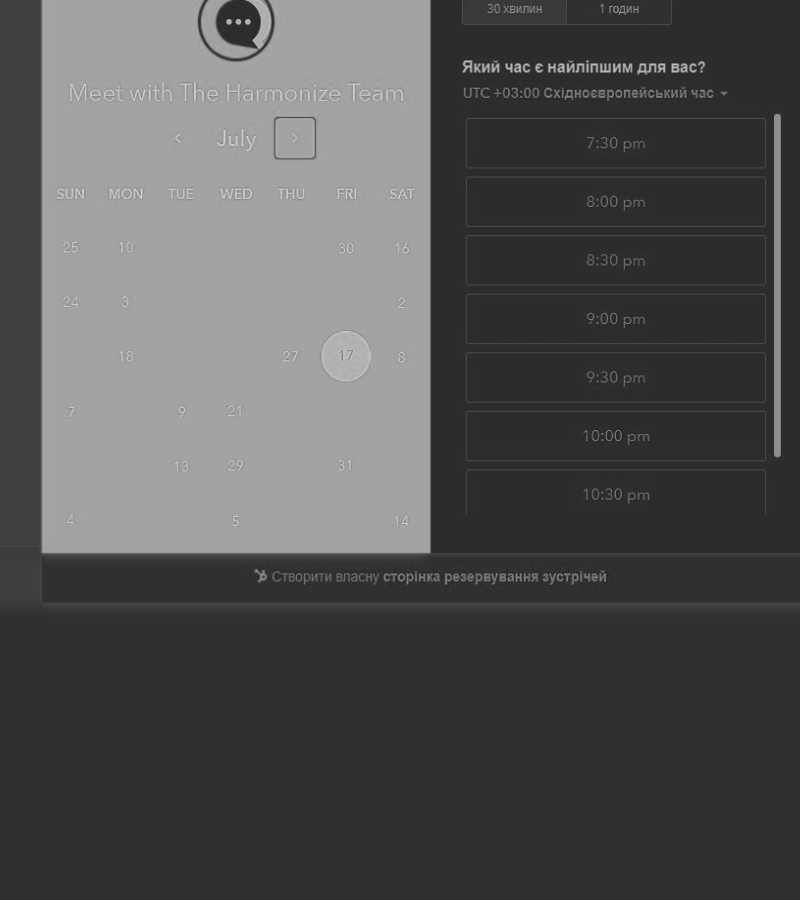 Meet with The Harmonize Team
July
SUN MON TUE WED THU FRI SAT
25 10 30 16
24 3 2
18 27 17 8
7 9 21
13 29 31
4 5 14
30 хвилин 1 годин
Який час є найліпшим для вас?
UTC +03:00 Східноєвропейський час
7:30 pm
8:00 pm
8:30 pm
9:00 pm
9:30 pm
10:00 pm
10:30 pm
Створити власну сторінка резервування зустрічей